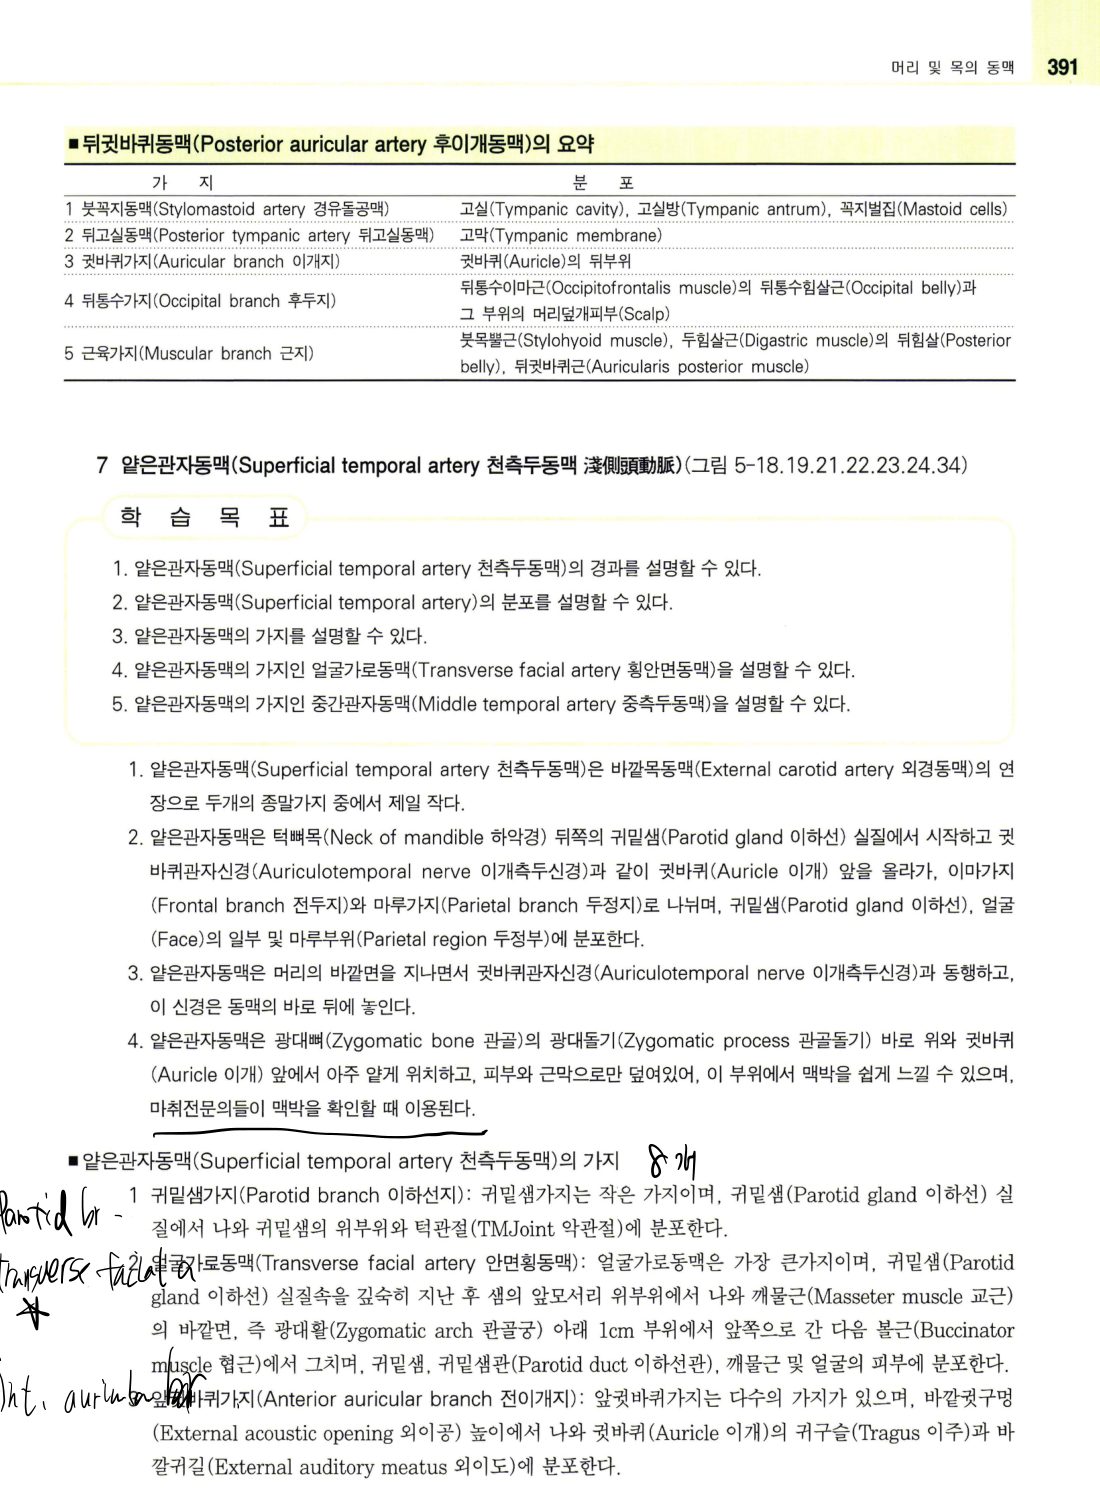 머리 및 목의 동맥 391
■ 뒤귓바퀴동맥(Posterior auricular artery 후이개동맥)의 요약
가 지 분 포
1 붓꼭지동맥(Stylomastoid artery 경유돌공맥) 고실(Tympanic cavity), 고실방(Tympanic antrum), 꼭지벌집(Mastoid cells)
2 뒤고실동맥(Posterior tympanic artery 뒤고실동맥) 고막(Tympanic membrane)
3 귓바퀴가지(Auricular branch 이개지) 귓바퀴(Auricle)의 뒤부위
4 뒤통수가지(Occipital branch 후두지) 뒤통수이마근(Occipitofrontalis muscle)의 뒤통수힘살근(Occipital belly)과
그 부위의 머리덮개피부(Scalp)
5 근육가지(Muscular branch 근지) 붓목뿔근(Stylohyoid muscle), 두힘살근(Digastric muscle)의 뒤힘살(Posterior
belly), 뒤귓바퀴근(Auricularis posterior muscle)
7 얕은관자동맥(Superficial temporal artery 천측두동맥 淺側頭動脈)(그림 5-18.19.21.22.23.24.34)
학 습 목 표
1. 얕은관자동맥(Superficial temporal artery 천측두동맥)의 경과를 설명할 수 있다.
2. 얕은관자동맥(Superficial temporal artery)의 분포를 설명할 수 있다.
3. 얕은관자동맥의 가지를 설명할 수 있다.
4. 얕은관자동맥의 가지인 얼굴가로동맥(Transverse facial artery 횡안면동맥)을 설명할 수 있다.
5. 얕은관자동맥의 가지인 중간관자동맥(Middle temporal artery 중측두동맥)을 설명할 수 있다.
1. 얕은관자동맥(Superficial temporal artery 천측두동맥)은 바깥목동맥(External carotid artery 외경동맥)의 연
장으로 두개의 종말가지 중에서 제일 작다.
2. 얕은관자동맥은 턱뼈목(Neck of mandible 하악경) 뒤쪽의 귀밑샘(Parotid gland 이하선) 실질에서 시작하고 귓
바퀴관자신경(Auriculotemporal nerve 이개측두신경)과 같이 귓바퀴(Auricle 이개) 앞을 올라가, 이마가지
(Frontal branch 전두지)와 마루가지(Parietal branch 두정지)로 나뉘며, 귀밑샘(Parotid gland 이하선), 얼굴
(Face)의 일부 및 마루부위(Parietal region 두정부)에 분포한다.
3. 얕은관자동맥은 머리의 바깥면을 지나면서 귓바퀴관자신경(Auriculotemporal nerve 이개측두신경)과 동행하고,
이 신경은 동맥의 바로 뒤에 놓인다.
4. 얕은관자동맥은 광대뼈(Zygomatic bone 관골)의 광대돌기(Zygomatic process 관골돌기) 바로 위와 귓바퀴
(Auricle 이개) 앞에서 아주 얕게 위치하고, 피부와 근막으로만 덮여있어, 이 부위에서 맥박을 쉽게 느낄 수 있으며,
마취전문의들이 맥박을 확인할 때 이용된다.
■ 얕은관자동맥(Superficial temporal artery 천측두동맥)의 가지 8개
1 귀밑샘가지(Parotid branch 이하선지): 귀밑샘가지는 작은 가지이며, 귀밑샘(Parotid gland 이하선) 실
Parotid br -
질에서 나와 귀밑샘의 위부위와 턱관절(TMJoint 악관절)에 분포한다.
2 얼굴가로동맥(Transverse facial artery 안면횡동맥): 얼굴가로동맥은 가장 큰가지이며, 귀밑샘(Parotid
transverse facial a
gland 이하선) 실질속을 깊숙히 지난 후 샘의 앞모서리 위부위에서 나와 깨물근(Masseter muscle 교근)
의 바깥면, 즉 광대활(Zygomatic arch 관골궁) 아래 1cm 부위에서 앞쪽으로 간 다음 볼근(Buccinator
muscle 협근)에서 그치며, 귀밑샘, 귀밑샘관(Parotid duct 이하선관), 깨물근 및 얼굴의 피부에 분포한다.
앞귓바퀴가지(Anterior auricular branch 전이개지): 앞귓바퀴가지는 다수의 가지가 있으며, 바깥귓구멍
(External acoustic opening 외이공) 높이에서 나와 귓바퀴(Auricle 이개)의 귀구슬(Tragus 이주)과 바
깔귀길(External auditory meatus 외이도)에 분포한다.